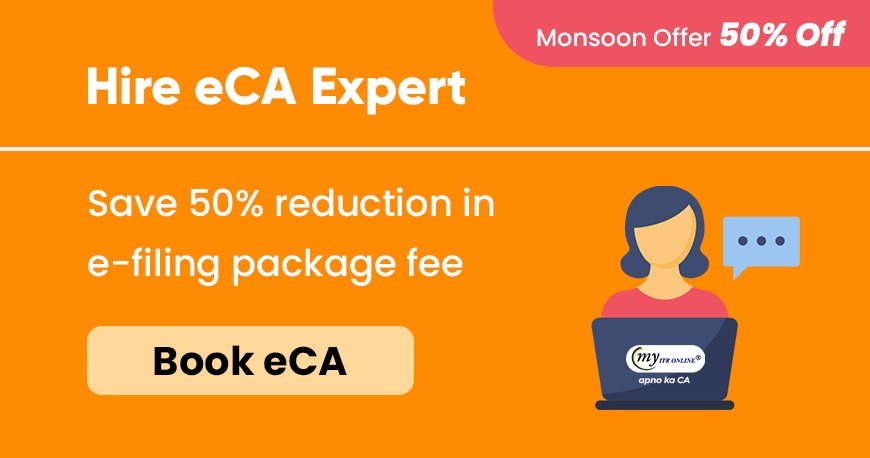 Monsoon Offer 50% Off
Hire eCA Expert
Save 50% reduction in
e-filing package fee
Book eCA
my ITR ONLINE®
apno ka CA